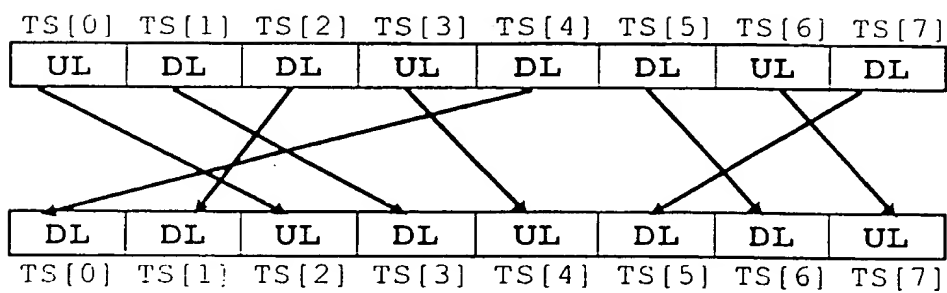 TS[0] TS[1] TS[2] TS[3] TS[4] TS[5] TS[6] TS[7]
UL DL DL UL DL DL UL DL
DL DL UL DL UL DL DL UL
TS[0] TS[1] TS[2] TS[3] TS[4] TS[5] TS[6] TS[7]